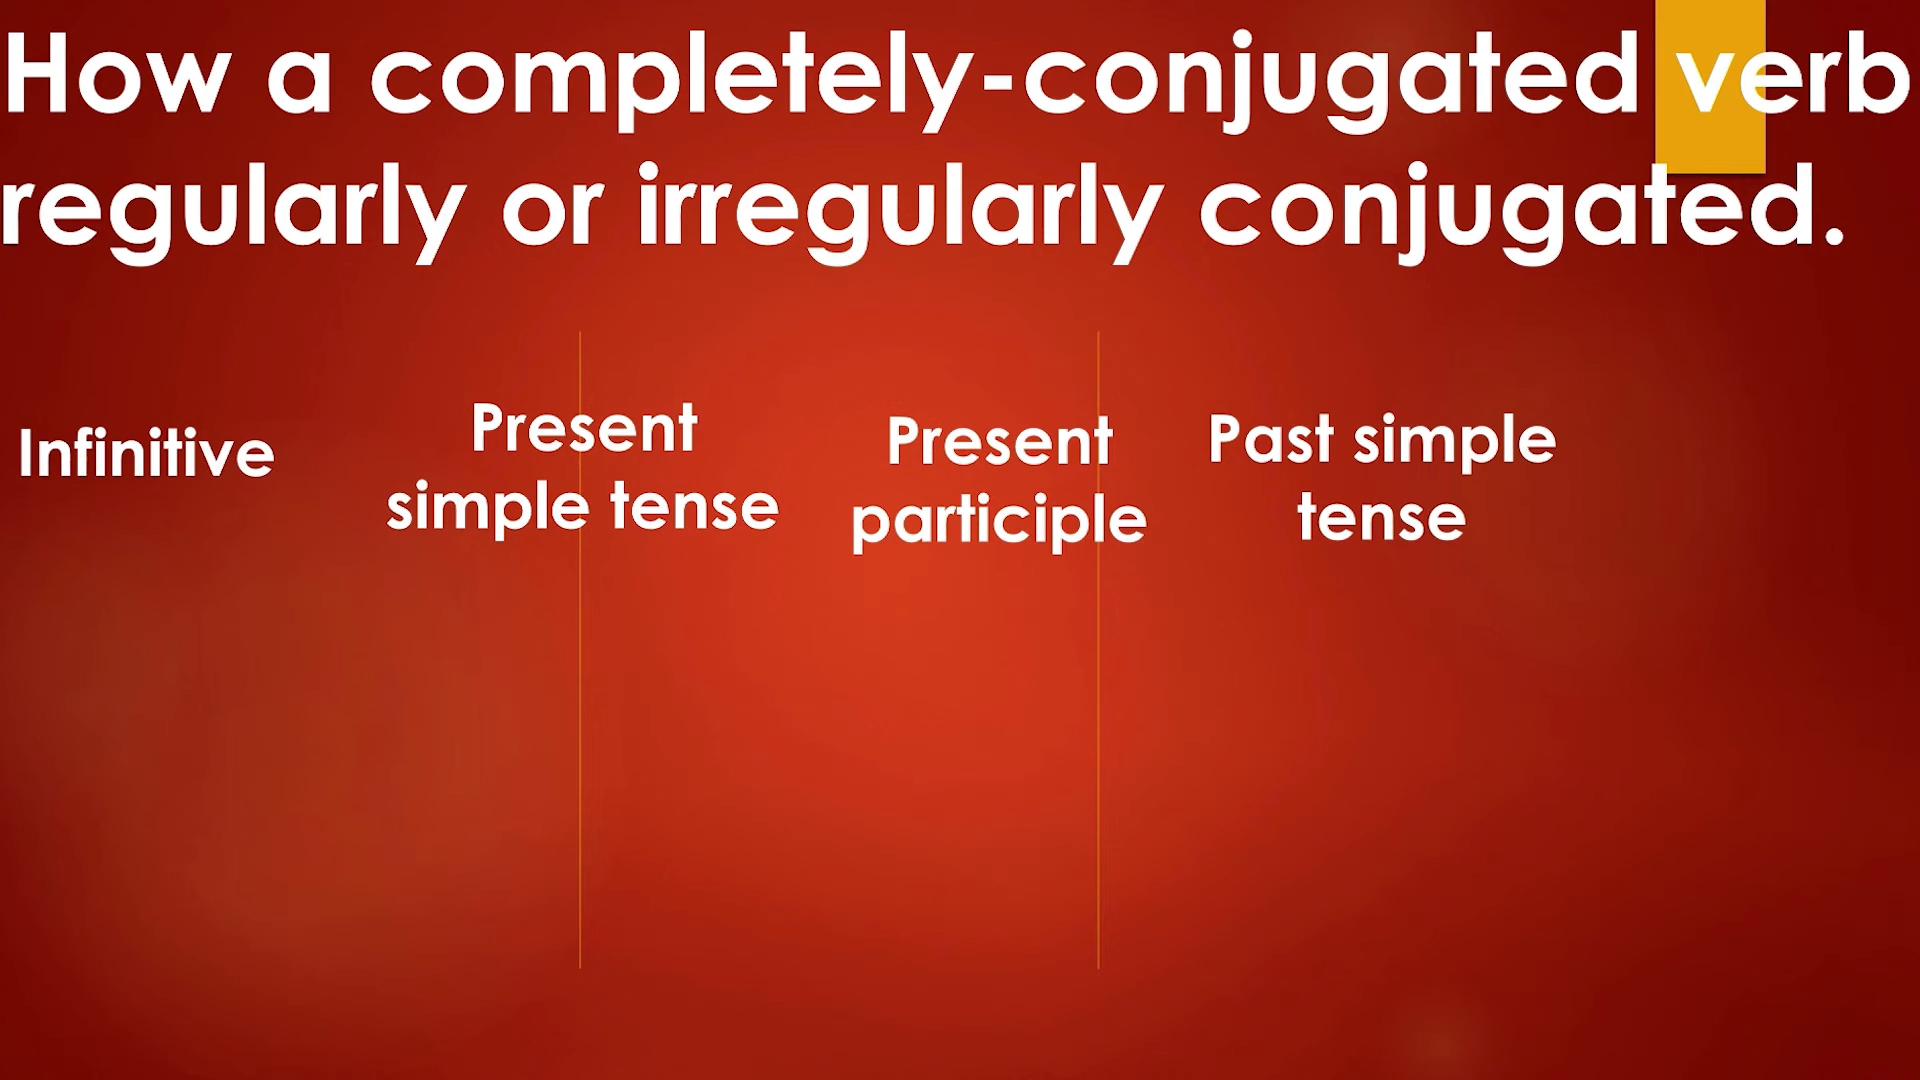 How a completely-conjugated verb
regularly or irregularly conjugated.
Infinitive
Present
simple tense
Present
participle
Past simple
tense